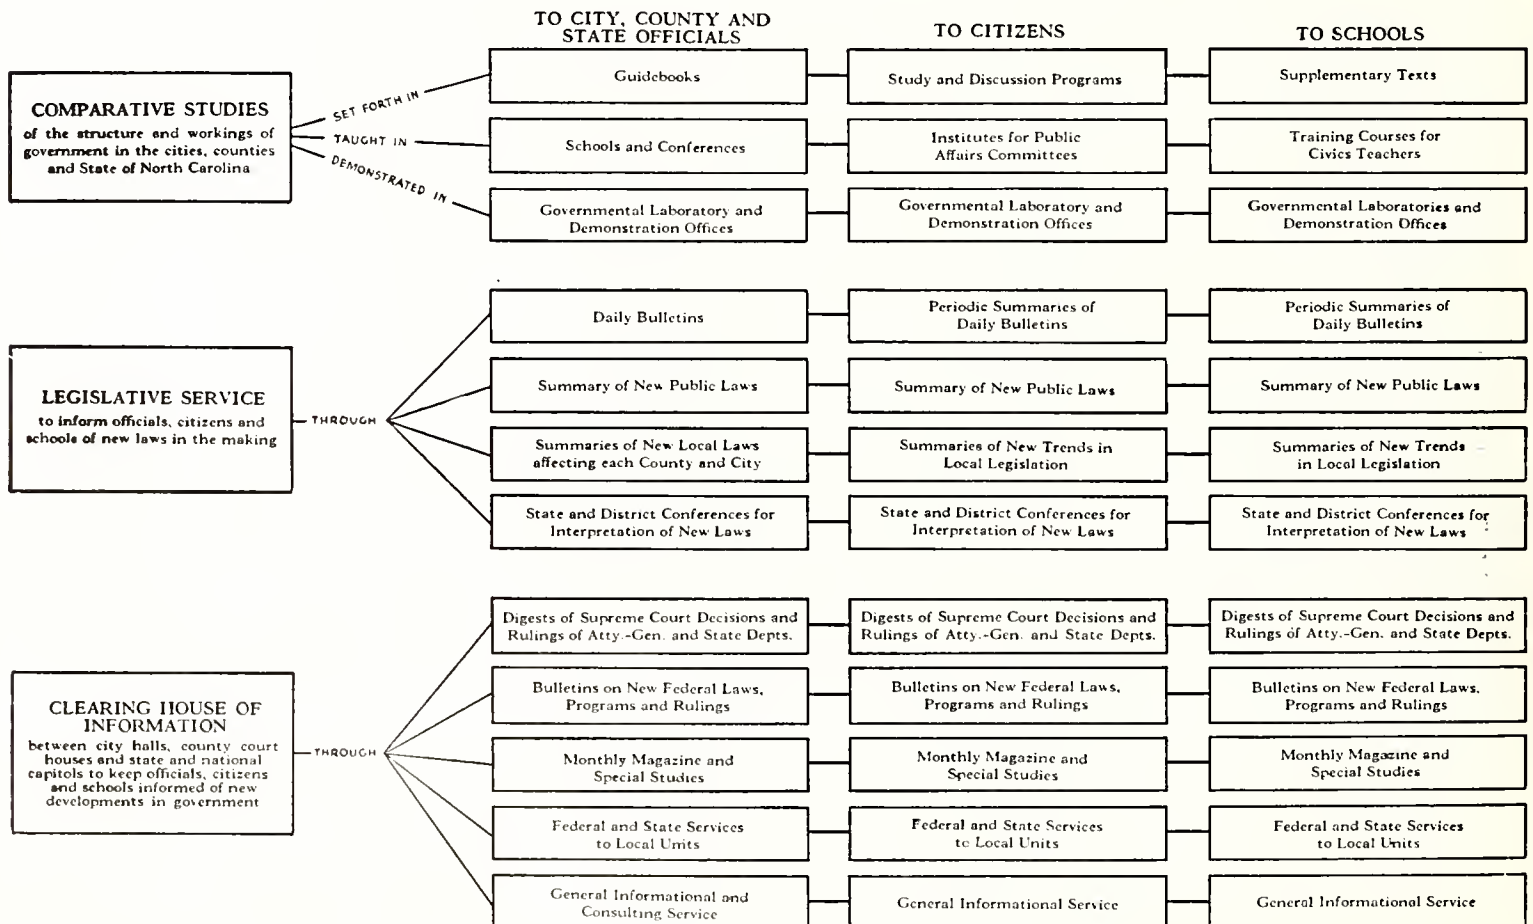 TO CITY, COUNTY AND
STATE OFFICIALS
TO CITIZENS
TO SCHOOLS
COMPARATIVE STUDIES
of the structure and workings of
government in the cities, counties
and State of North Carolina
SET FORTH IN
TAUGHT IN
DEMONSTRATED IN
Guidebooks
Study and Discussion Programs
Supplementary Texts
Schools and Conferences
Institutes for Public
Affairs Committees
Training Courses for
Civics Teachers
Governmental Laboratory and
Demonstration Offices
Governmental Laboratory and
Demonstration Offices
Governmental Laboratories and
Demonstration Offices
LEGISLATIVE SERVICE
to inform officials, citizens and
schools of new laws in the making
THROUGH
Daily Bulletins
Periodic Summaries of
Daily Bulletins
Periodic Summaries of
Daily Bulletins
Summary of New Public Laws
Summary of New Public Laws
Summary of New Public Laws
Summaries of New Local Laws
affecting each County and City
Summaries of New Trends in
Local Legislation
Summaries of New Trends
in Local Legislation
State and District Conferences for
Interpretation of New Laws
State and District Conferences for
Interpretation of New Laws
State and District Conferences for
Interpretation of New Laws
CLEARING HOUSE OF
INFORMATION
between city halls, county court
houses and state and national
capitols to keep officials, citizens
and schools informed of new
developments in government
THROUGH
Digests of Supreme Court Decisions and
Rulings of Atty.-Gen. and State Depts.
Digests of Supreme Court Decisions and
Rulings of Atty.-Gen. and State Depts.
Digests of Supreme Court Decisions and
Rulings of Atty.-Gen. and State Depts.
Bulletins on New Federal Laws,
Programs and Rulings
Bulletins on New Federal Laws,
Programs and Rulings
Bulletins on New Federal Laws,
Programs and Rulings
Monthly Magazine and
Special Studies
Monthly Magazine and
Special Studies
Monthly Magazine and
Special Studies
Federal and State Services
to Local Units
Federal and State Services
to Local Units
Federal and State Services
to Local Units
General Informational and
Consulting Service
General Informational Service
General Informational Service